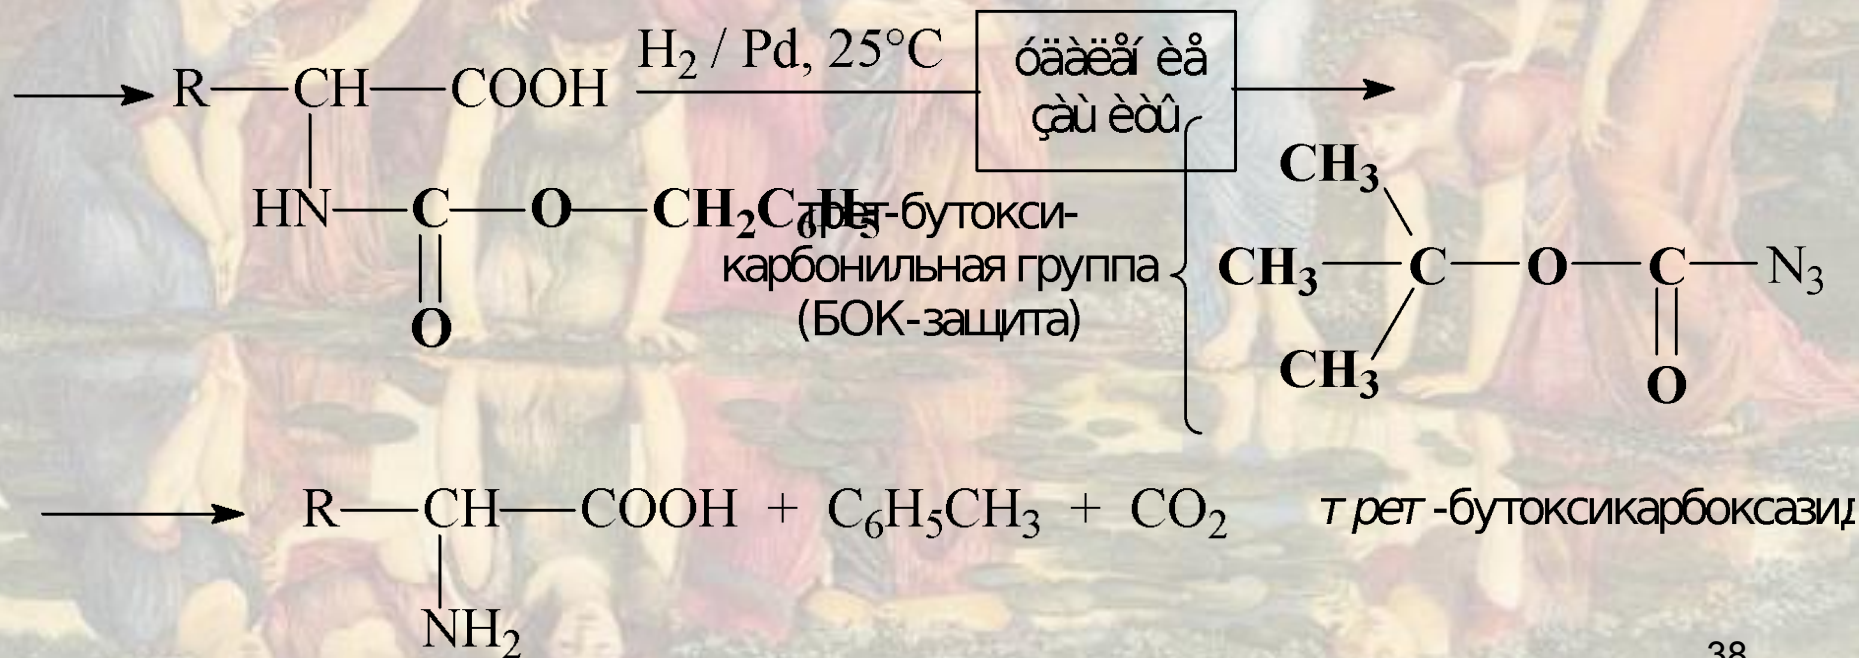 R—CH—COOH H₂ / Pd, 25°C óäàëåí èå
çàù èòû
HN—C—O—CH₂C₆H₅
O
трет-бутокси-
карбонильная группа
(БОК-защита)
CH₃
CH₃—C—O—C—N₃
CH₃
O
R—CH—COOH + C₆H₅CH₃ + CO₂
NH₂
трет-бутоксикарбоксазид
38